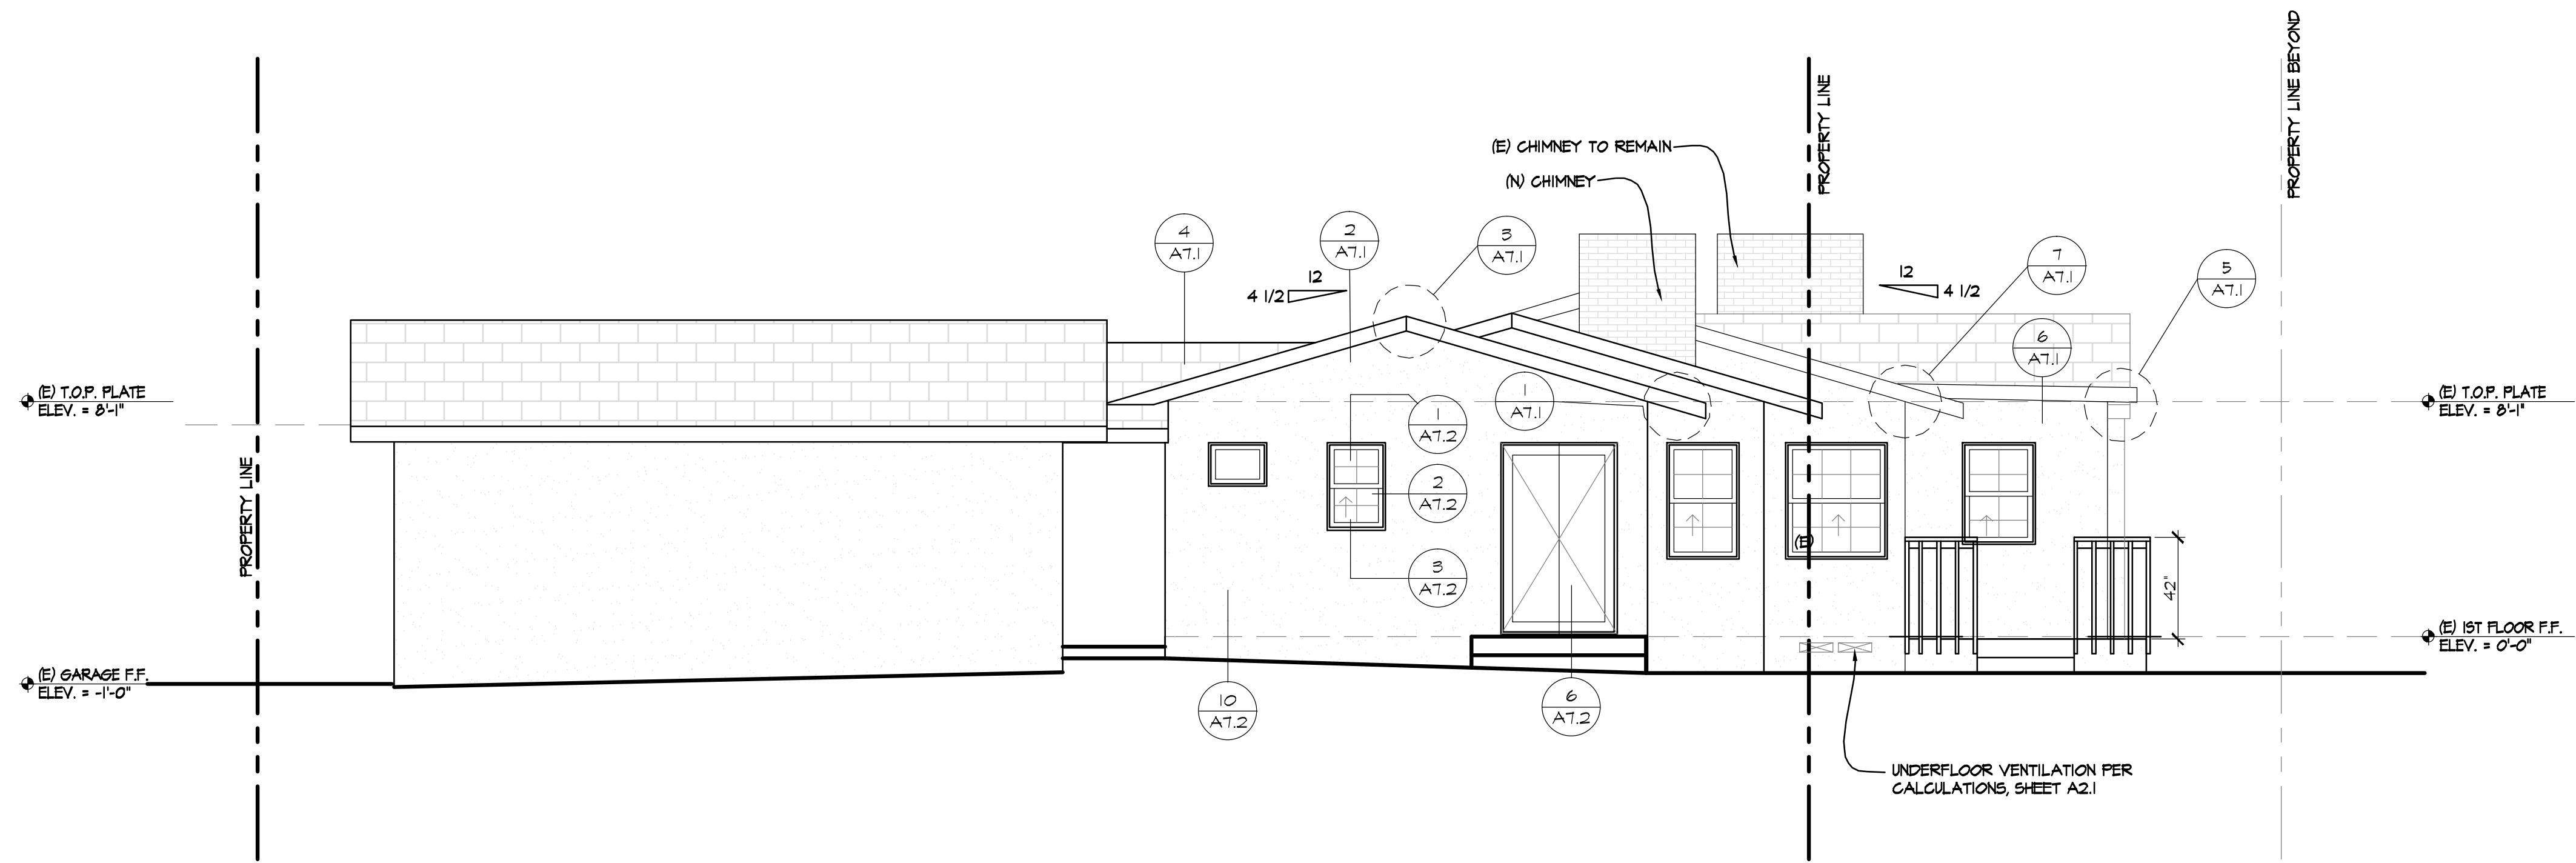 PROPERTY LINE BEYOND
PROPERTY LINE
(E) CHIMNEY TO REMAIN
(N) CHIMNEY
4
A7.1
2
A7.1
3
A7.1
7
A7.1
5
A7.1
12
4 1/2
12
4 1/2
6
A7.1
(E) T.O.P. PLATE
ELEV. = 8'-1"
1
A7.1
1
A7.2
(E) T.O.P. PLATE
ELEV. = 8'-1"
PROPERTY LINE
2
A7.2
(E)
3
A7.2
42"
(E) 1ST FLOOR F.F.
ELEV. = 0'-0"
(E) GARAGE F.F.
ELEV. = -1'-0"
10
A7.2
6
A7.2
UNDERFLOOR VENTILATION PER
CALCULATIONS, SHEET A2.1